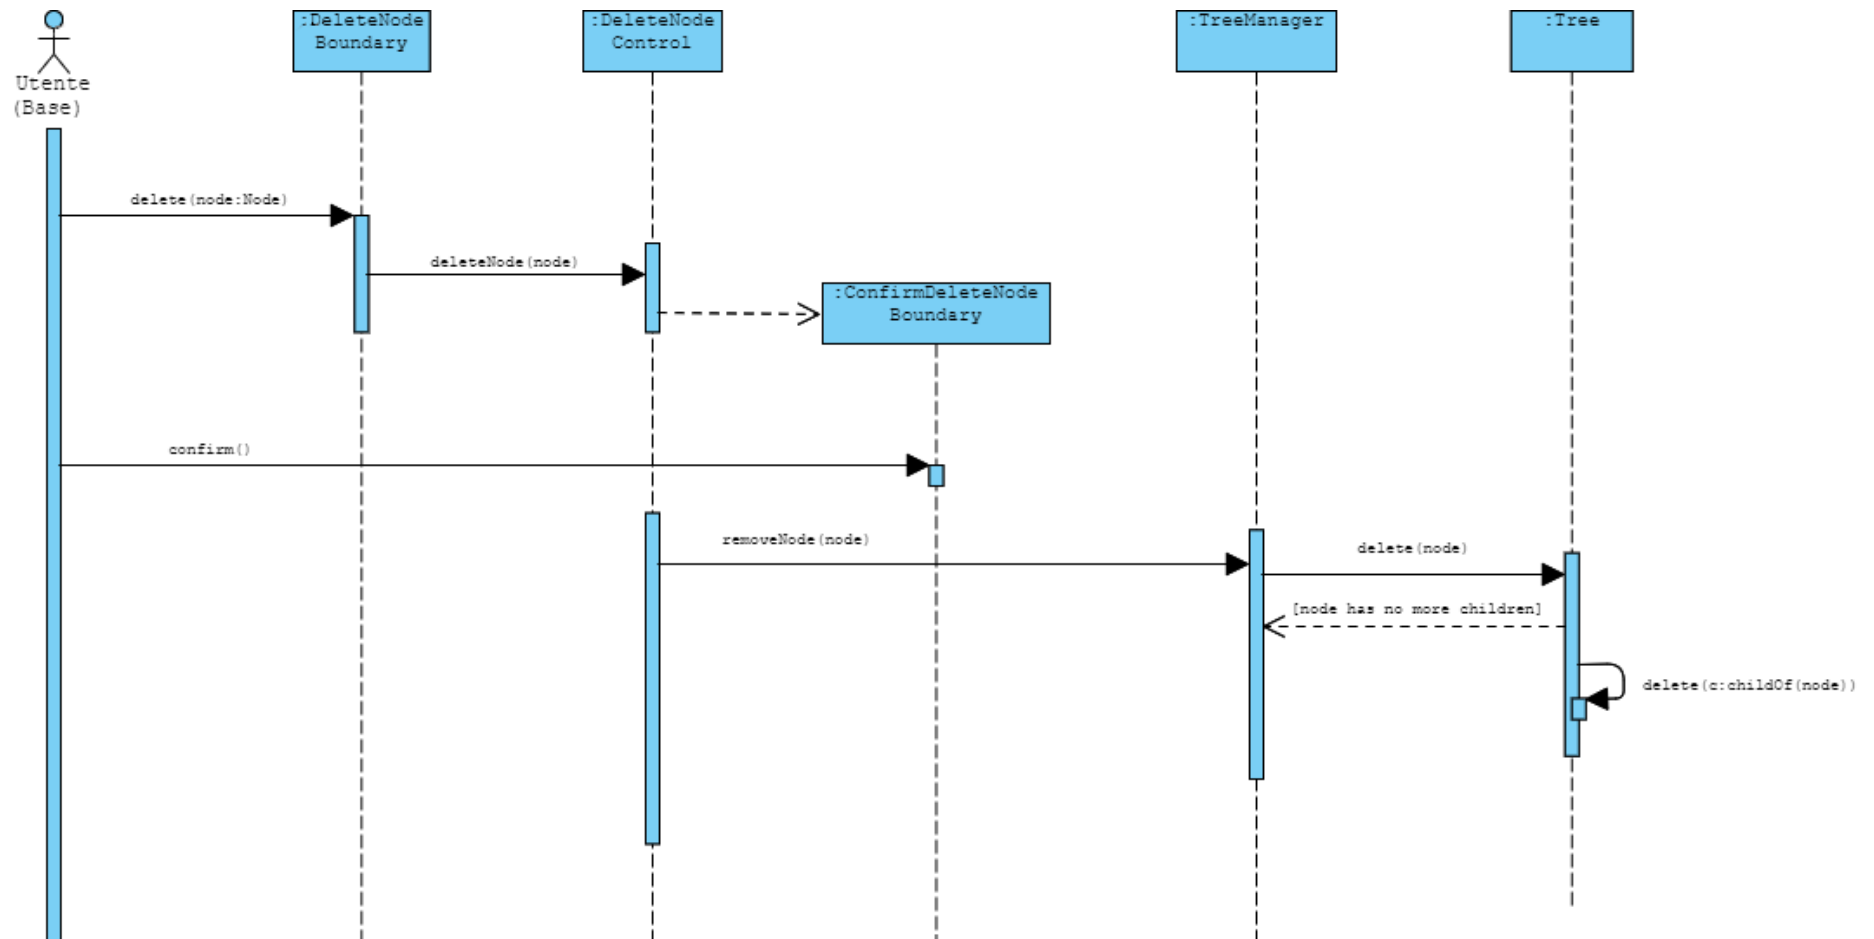 :DeleteNode
Boundary
:DeleteNode
Control
:TreeManager
:Tree
Utente
(Base)
delete(node:Node)
deleteNode(node)
:ConfirmDeleteNode
Boundary
confirm()
removeNode(node)
delete(node)
[node has no more children]
delete(c:childOf(node))